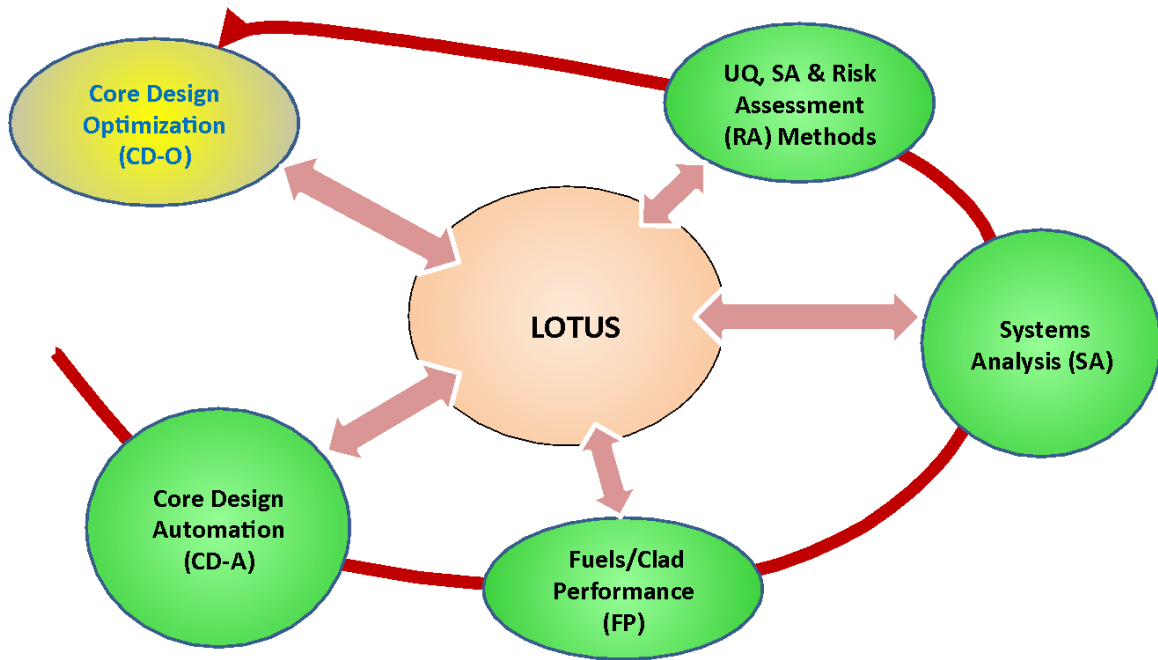 Core Design
Optimization
(CD-O)
UQ, SA & Risk
Assessment
(RA) Methods
LOTUS
Systems
Analysis (SA)
Core Design
Automation
(CD-A)
Fuels/Clad
Performance
(FP)